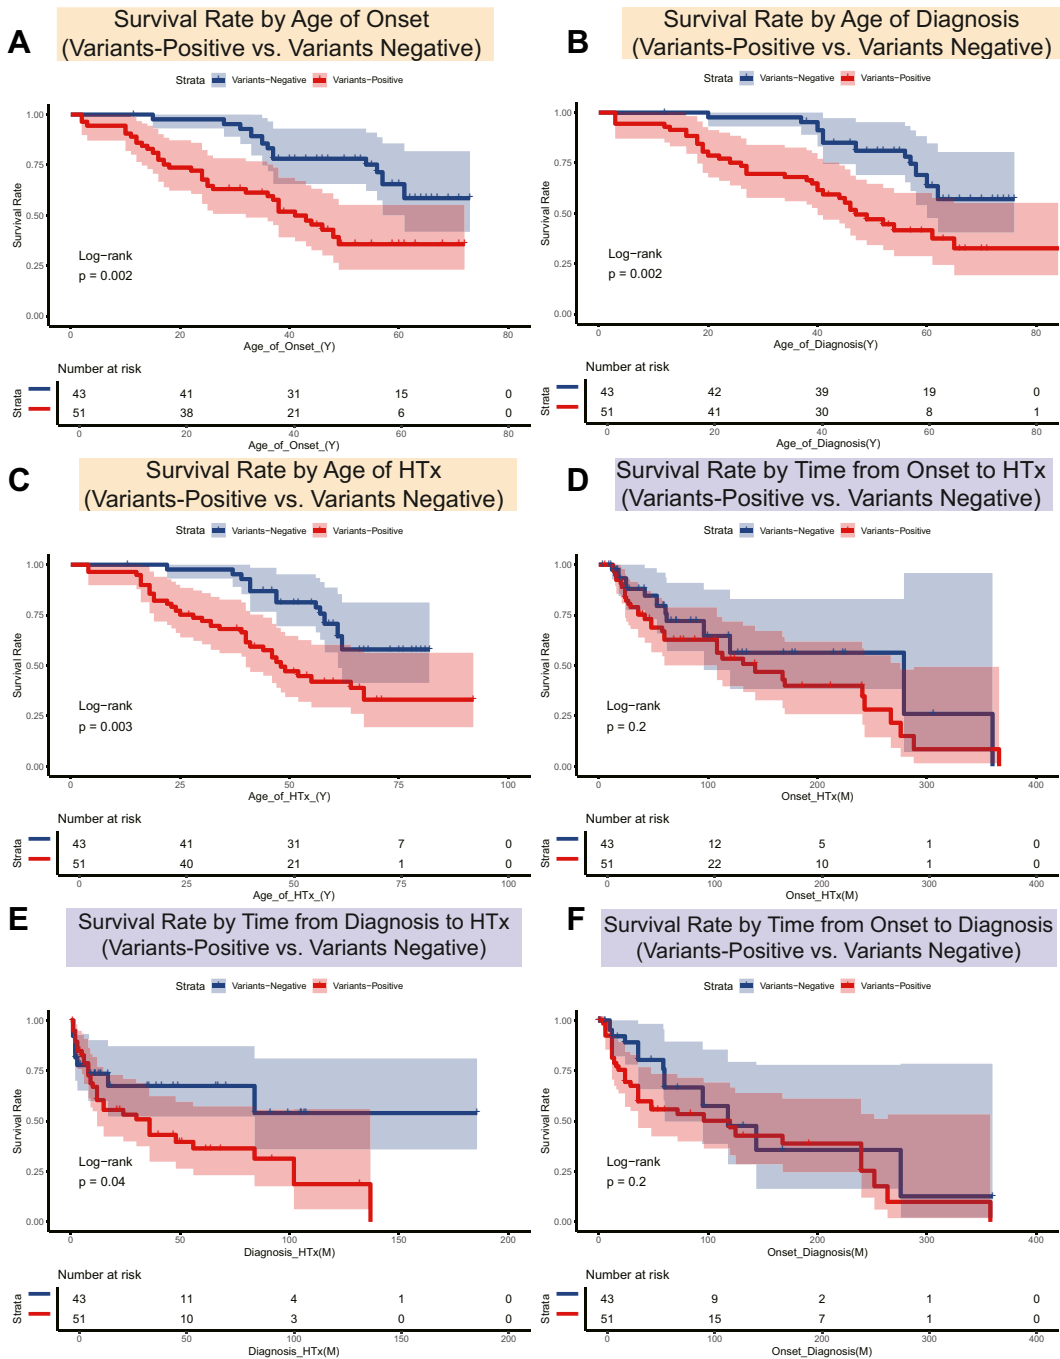 A
Survival Rate by Age of Onset
(Variants-Positive vs. Variants Negative)
Strata Variants-Negative Variants-Positive
Survival Rate
1.00
0.75
0.50
0.25
0.00
Log-rank
p = 0.002
0 20 40 60 80
Age_of_Onset_(Y)
Number at risk
Strata
43 41 31 15 0
51 38 21 6 0
0 20 40 60 80
Age_of_Onset_(Y)
B
Survival Rate by Age of Diagnosis
(Variants-Positive vs. Variants Negative)
Strata Variants-Negative Variants-Positive
Survival Rate
1.00
0.75
0.50
0.25
0.00
Log-rank
p = 0.002
0 20 40 60 80
Age_of_Diagnosis(Y)
Number at risk
Strata
43 42 39 19 0
51 41 30 8 1
0 20 40 60 80
Age_of_Diagnosis(Y)
C
Survival Rate by Age of HTx
(Variants-Positive vs. Variants Negative)
Strata Variants-Negative Variants-Positive
Survival Rate
1.00
0.75
0.50
0.25
0.00
Log-rank
p = 0.003
0 25 50 75 100
Age_of_HTx_(Y)
Number at risk
Strata
43 41 31 7 0
51 40 21 1 0
0 25 50 75 100
Age_of_HTx_(Y)
D
Survival Rate by Time from Onset to HTx
(Variants-Positive vs. Variants Negative)
Strata Variants-Negative Variants-Positive
Survival Rate
1.00
0.75
0.50
0.25
0.00
Log-rank
p = 0.2
0 100 200 300 400
Onset_HTx(M)
Number at risk
Strata
43 12 5 1 0
51 22 10 1 0
0 100 200 300 400
Onset_HTx(M)
E
Survival Rate by Time from Diagnosis to HTx
(Variants-Positive vs. Variants Negative)
Strata Variants-Negative Variants-Positive
Survival Rate
1.00
0.75
0.50
0.25
0.00
Log-rank
p = 0.04
0 50 100 150 200
Diagnosis_HTx(M)
Number at risk
Strata
43 11 4 1 0
51 10 3 0 0
0 50 100 150 200
Diagnosis_HTx(M)
F
Survival Rate by Time from Onset to Diagnosis
(Variants-Positive vs. Variants Negative)
Strata Variants-Negative Variants-Positive
Survival Rate
1.00
0.75
0.50
0.25
0.00
Log-rank
p = 0.2
0 100 200 300 400
Onset_Diagnosis(M)
Number at risk
Strata
43 9 2 1 0
51 15 7 1 0
0 100 200 300 400
Onset_Diagnosis(M)